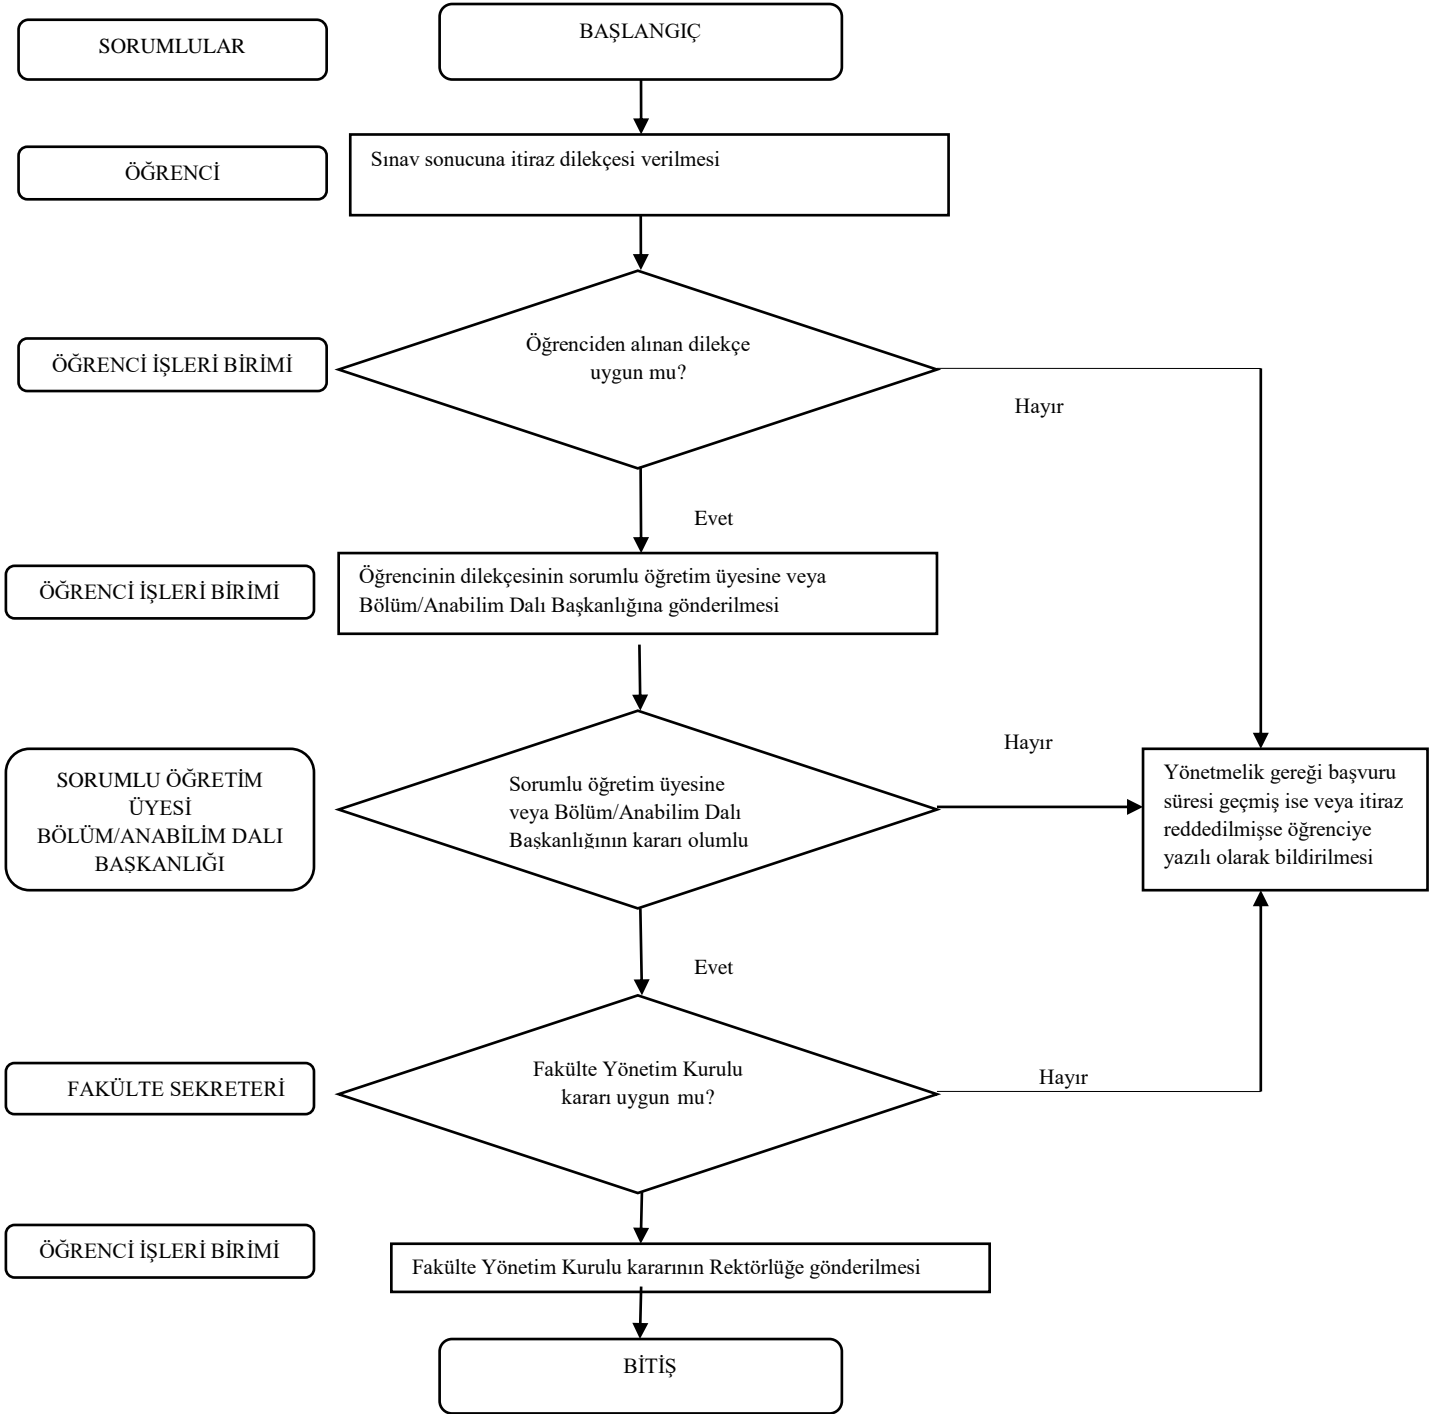 SORUMLULAR
BAŞLANGIÇ
ÖĞRENCİ
Sınav sonucuna itiraz dilekçesi verilmesi
ÖĞRENCİ İŞLERİ BİRİMİ
Öğrenciden alınan dilekçe
uygun mu?
Hayır
Evet
ÖĞRENCİ İŞLERİ BİRİMİ
Öğrencinin dilekçesinin sorumlu öğretim üyesine veya
Bölüm/Anabilim Dalı Başkanlığına gönderilmesi
SORUMLU ÖĞRETİM
ÜYESİ
BÖLÜM/ANABİLİM DALI
BAŞKANLIĞI
Sorumlu öğretim üyesine
veya Bölüm/Anabilim Dalı
Başkanlığının kararı olumlu
Hayır
Yönetmelik gereği başvuru
süresi geçmiş ise veya itiraz
reddedilmişse öğrenciye
yazılı olarak bildirilmesi
Evet
FAKÜLTE SEKRETERİ
Fakülte Yönetim Kurulu
kararı uygun mu?
Hayır
ÖĞRENCİ İŞLERİ BİRİMİ
Fakülte Yönetim Kurulu kararının Rektörlüğe gönderilmesi
BİTİŞ